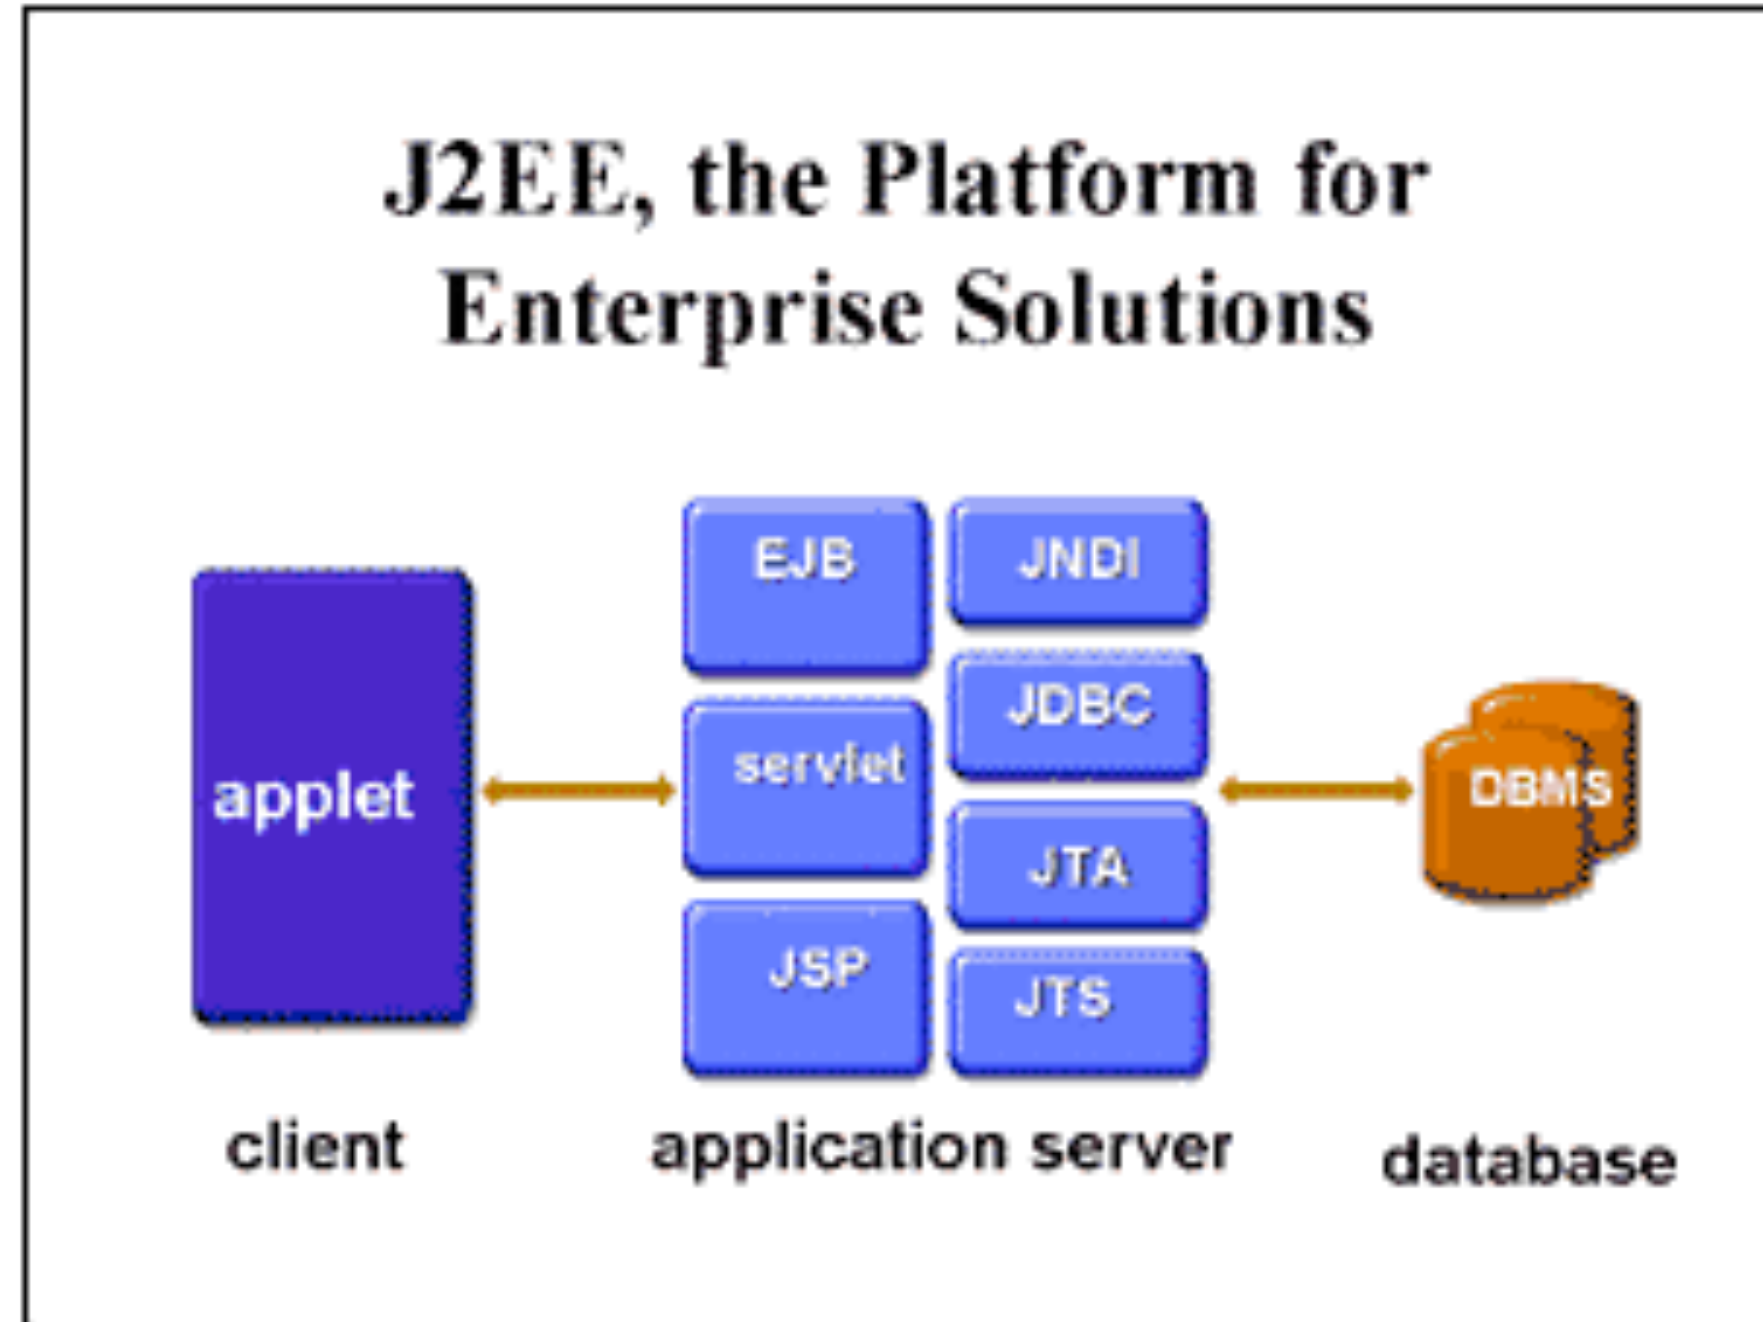 J2EE, the Platform for
Enterprise Solutions
applet
EJB
servlet
JSP
JNDI
JDBC
JTA
JTS
DBMS
client
application server
database